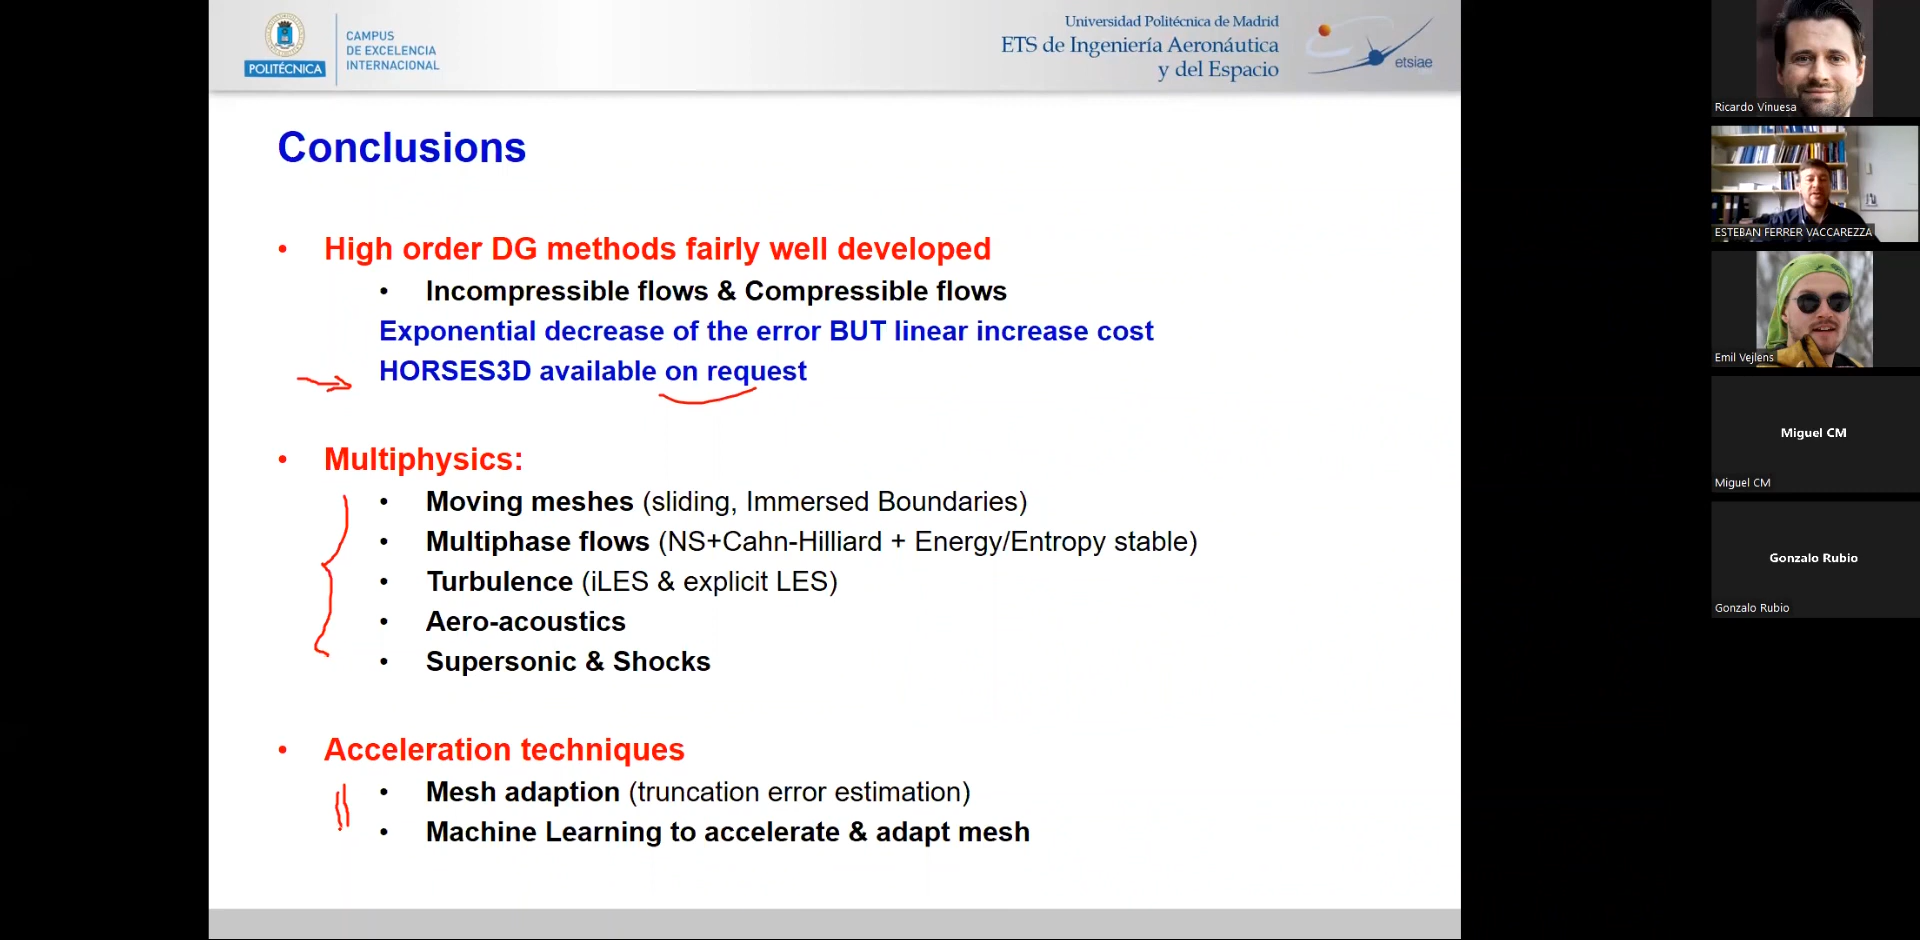 POLITÉCNICA
CAMPUS
DE EXCELENCIA
INTERNACIONAL
Universidad Politécnica de Madrid
ETS de Ingeniería Aeronáutica
y del Espacio
etsiae
Conclusions
• High order DG methods fairly well developed
• Incompressible flows & Compressible flows
Exponential decrease of the error BUT linear increase cost
HORSES3D available on request
• Multiphysics:
• Moving meshes (sliding, Immersed Boundaries)
• Multiphase flows (NS+Cahn-Hilliard + Energy/Entropy stable)
• Turbulence (iLES & explicit LES)
• Aero-acoustics
• Supersonic & Shocks
• Acceleration techniques
• Mesh adaption (truncation error estimation)
• Machine Learning to accelerate & adapt mesh
Ricardo Vinuesa
ESTEBAN FERRER VACCAREZZA
Emil Vejlens
Miguel CM
Miguel CM
Gonzalo Rubio
Gonzalo Rubio